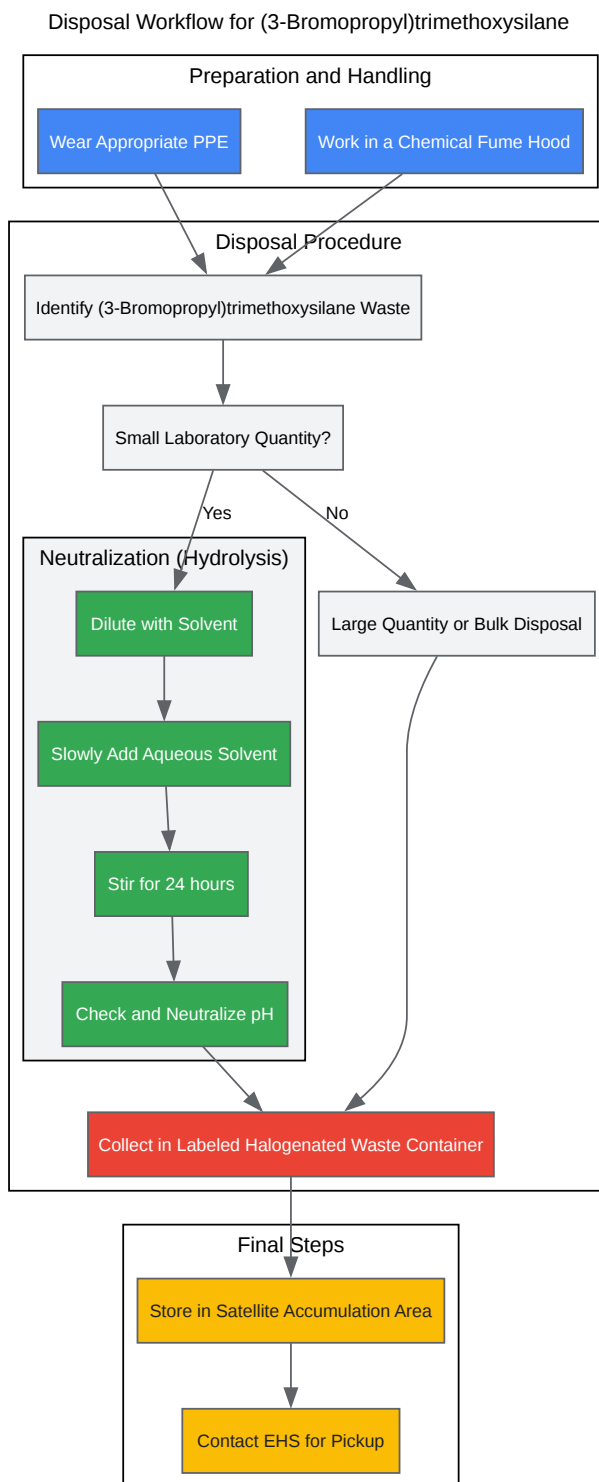 Disposal Workflow for (3-Bromopropyl)trimethoxysilane
Preparation and Handling
Wear Appropriate PPE
Work in a Chemical Fume Hood
Disposal Procedure
Identify (3-Bromopropyl)trimethoxysilane Waste
Small Laboratory Quantity?
Yes
No
Neutralization (Hydrolysis)
Dilute with Solvent
Large Quantity or Bulk Disposal
Slowly Add Aqueous Solvent
Stir for 24 hours
Check and Neutralize pH
Collect in Labeled Halogenated Waste Container
Final Steps
Store in Satellite Accumulation Area
Contact EHS for Pickup